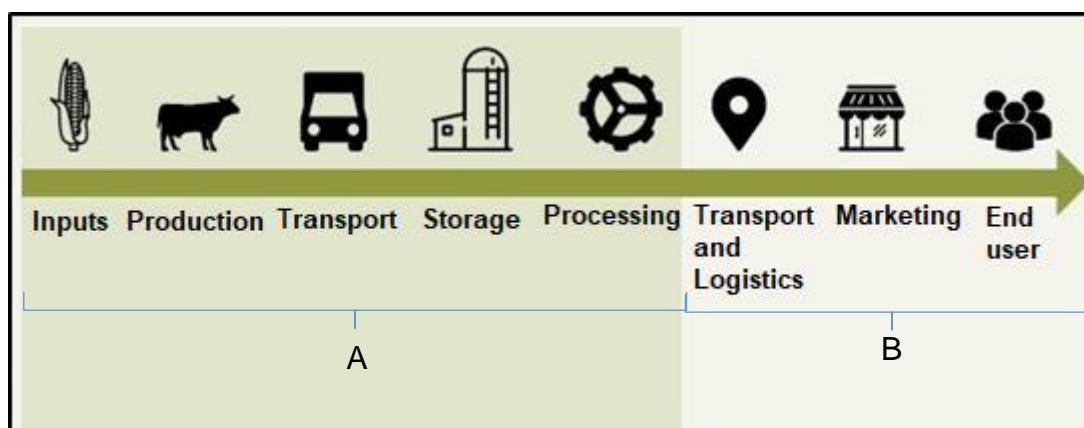 Inputs Production Transport Storage Processing Transport and Logistics Marketing End user
A
B